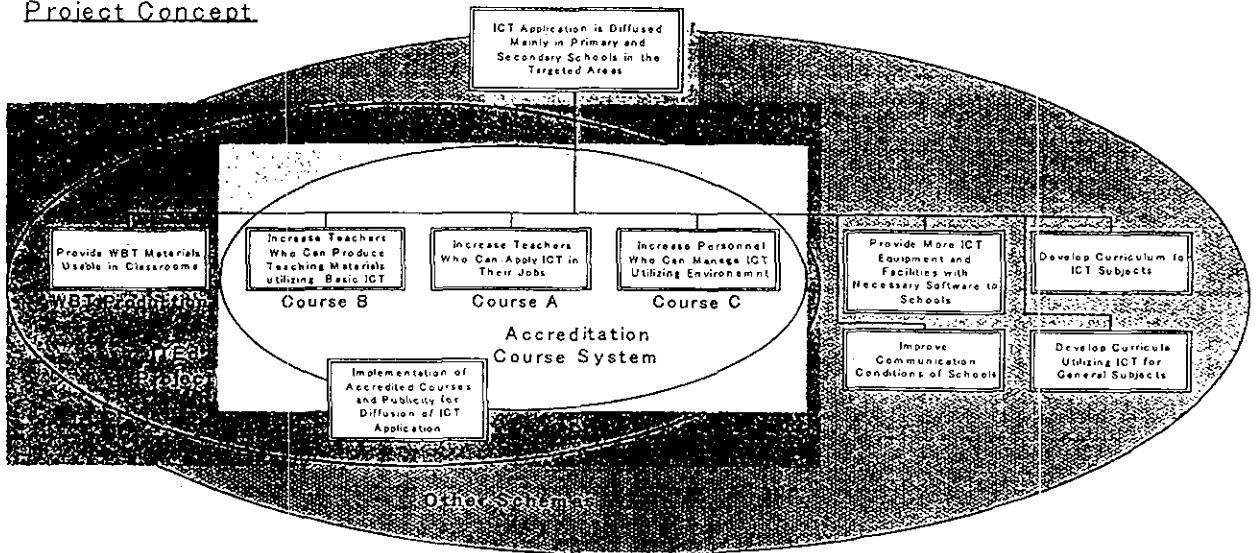 Project Concept
ICT Application is Diffused
Mainly in Primary and
Secondary Schools in the
Targeted Areas
Provide WBT Materials
Usable in Classrooms
WBT Production
Increase Teachers
Who Can Produce
Teaching Materials
utilizing Basic ICT
Course B
Increase Teachers
Who Can Apply ICT in
Their Jobs
Course A
Increase Personnel
Who Can Manage ICT
Utilizing Environemnt
Course C
Accreditation
Course System
Provide More ICT
Equipment and
Facilities with
Necessary Software to
Schools
Develop Curriculum fo
ICT Subjects
Improve
Communication
Conditions of Schools
Develop Curricula
Utilizing ICT for
General Subjects
Project
Implementation of
Accredited Courses
and Publicity for
Diffusion of ICT
Application
Other Schemes